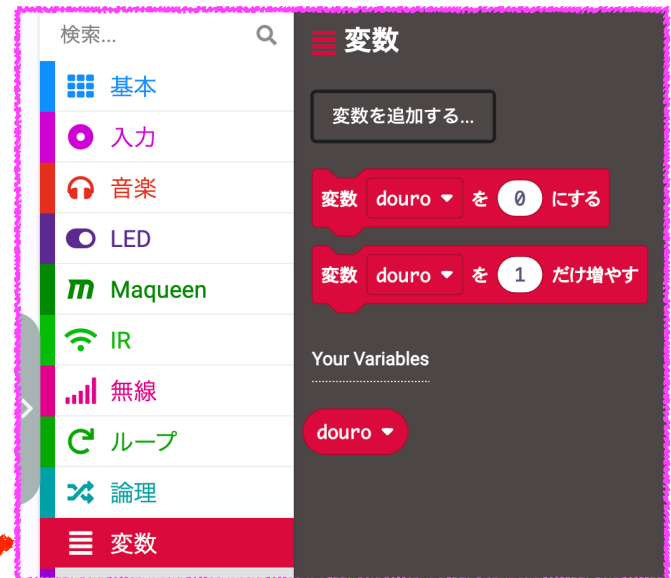 検索...
基本
入力
音楽
LED
Maqueen
IR
無線
ループ
論理
変数
変数
変数を追加する...
変数 douro を 0 にする
変数 douro を 1 だけ増やす
Your Variables
douro